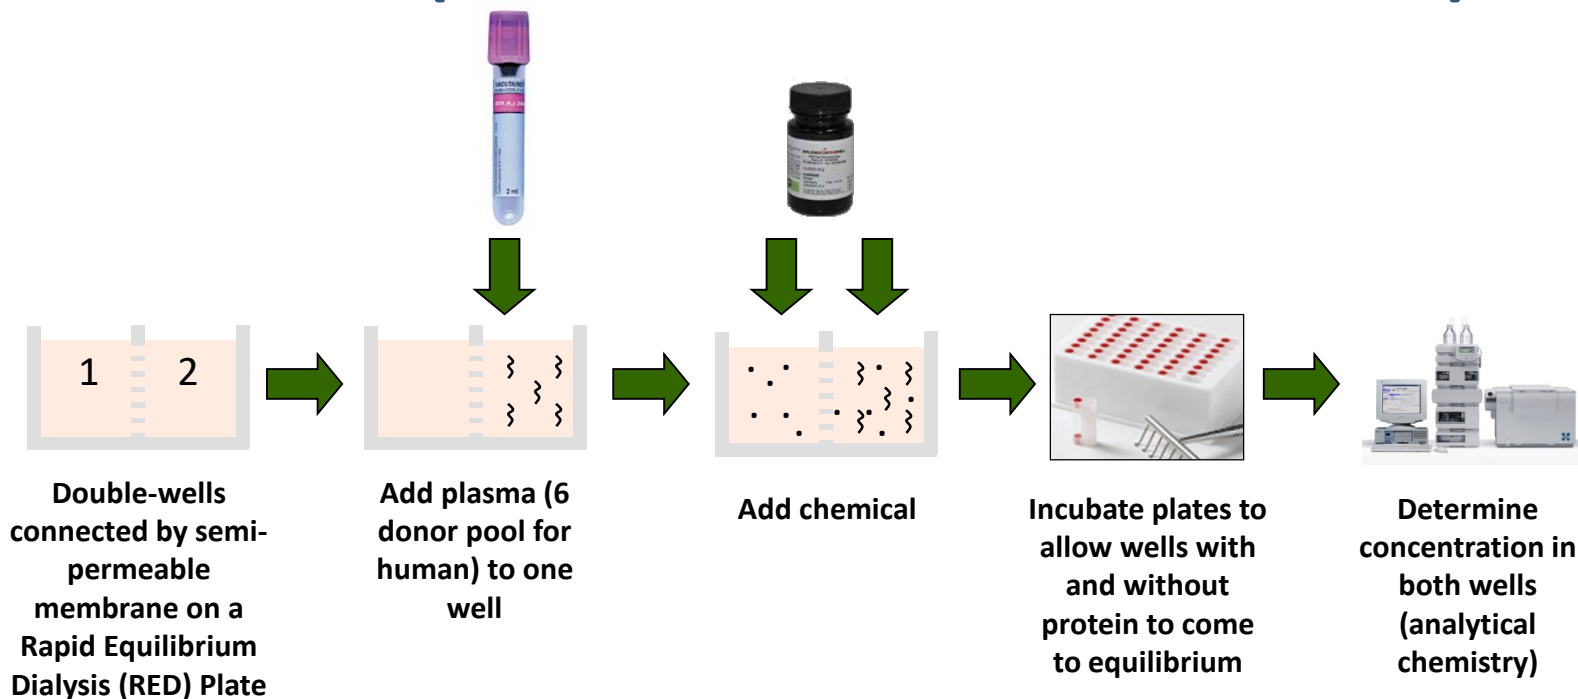 1
2
2 ml
Double-wells
connected by semi-
permeable
membrane on a
Rapid Equilibrium
Dialysis (RED) Plate
Add plasma (6
donor pool for
human) to one
well
Add chemical
Incubate plates to
allow wells with
and without
protein to come
to equilibrium
Determine
concentration in
both wells
(analytical
chemistry)